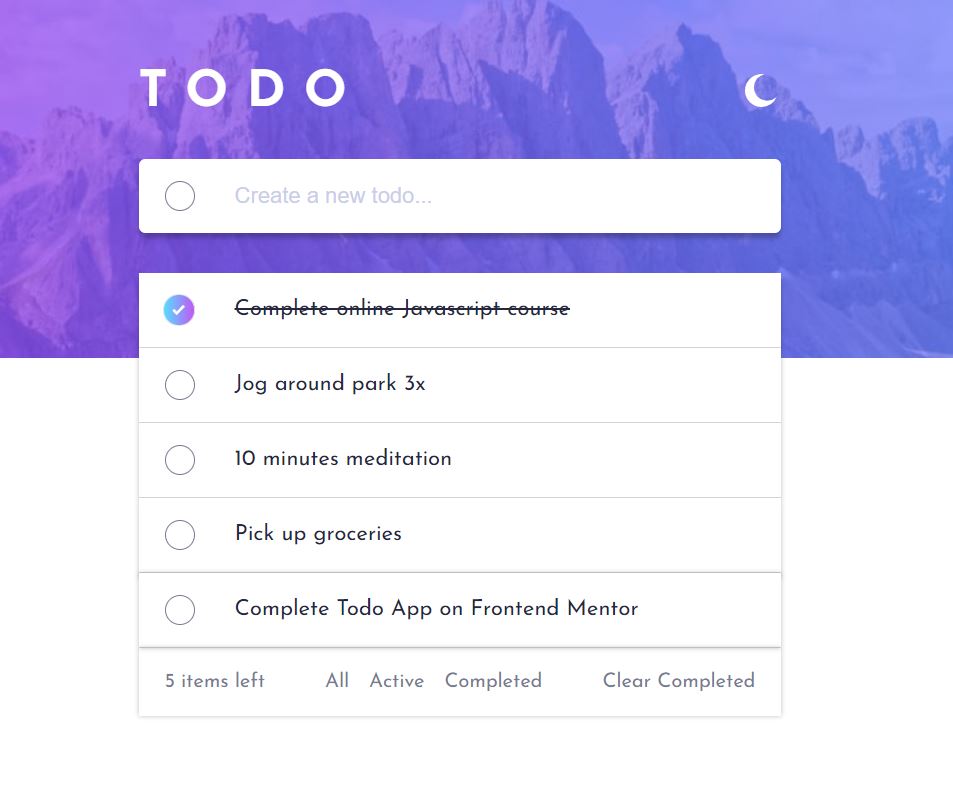 TODO
Create a new todo...
Complete online Javascript course
Jog around park 3x
10 minutes meditation
Pick up groceries
Complete Todo App on Frontend Mentor
5 items left All Active Completed Clear Completed